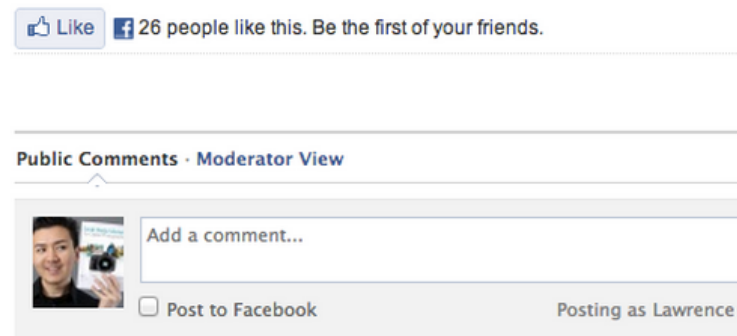 Like 26 people like this. Be the first of your friends.
Public Comments · Moderator View
Add a comment...
Post to Facebook Posting as Lawrence